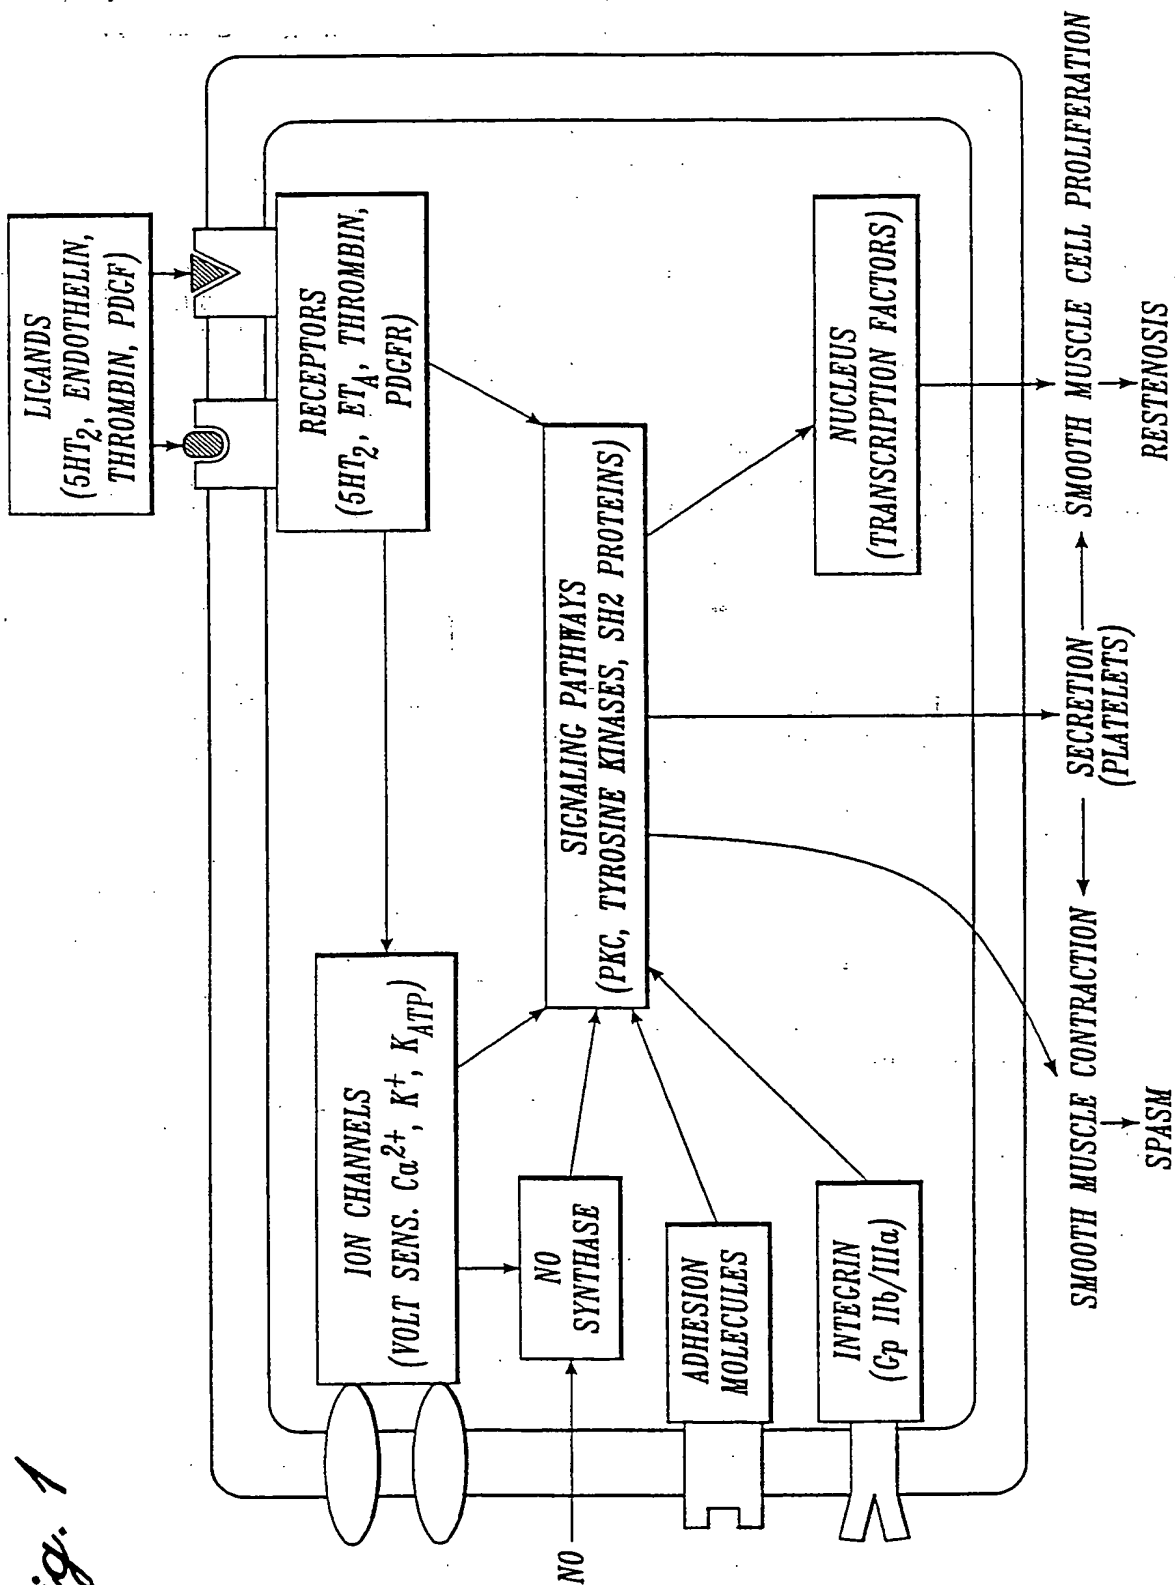 ig. 1
LIGANDS
(5HT2, ENDOTHELIN,
THROMBIN, PDGF)
ION CHANNELS
(VOLT SENS. Ca2+, K+, KATP)
RECEPTORS
(5HT2, ETA, THROMBIN,
PDGFR)
NO
NO
SYNTHASE
SIGNALING PATHWAYS
(PKC, TYROSINE KINASES, SH2 PROTEINS)
ADHESION
MOLECULES
INTEGRIN
(Gp IIb/IIIa)
NUCLEUS
(TRANSCRIPTION FACTORS)
SMOOTH MUSCLE CONTRACTION
SECRETION
(PLATELETS)
SMOOTH MUSCLE CELL PROLIFERATION
SPASM
RESTENOSIS